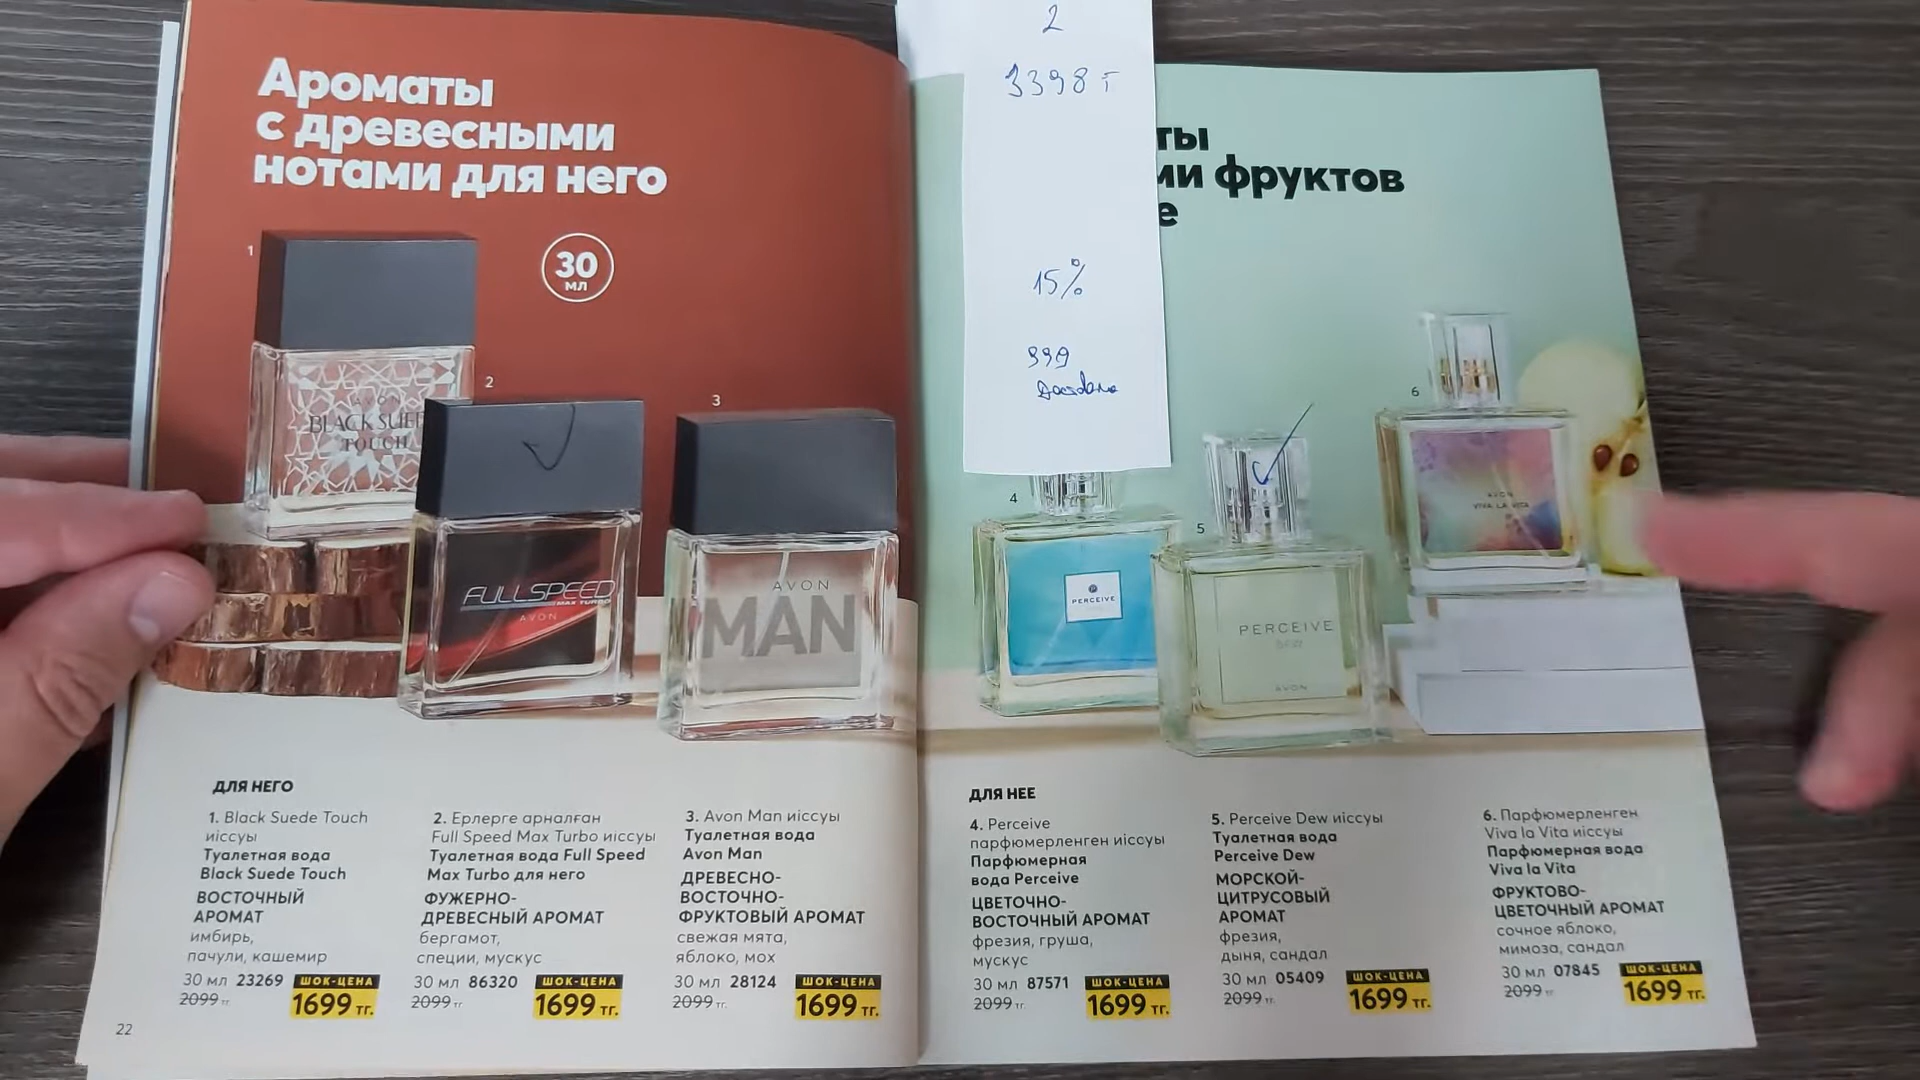 Ароматы
с древесными
нотами для него
30
мл
1
AVON
BLACK SUE
TOUCH
2
FULL SPEED
MAX TURBO
AVON
3
AVON
MAN
ДЛЯ НЕГО
1. Black Suede Touch
иіссуы
Туалетная вода
Black Suede Touch
ВОСТОЧНЫЙ
АРОМАТ
имбирь,
пачули, кашемир
30 мл 23269
2099 тг.
ШОК-ЦЕНА
1699 тг.
2. Ерлерге арналған
Full Speed Max Turbo иіссуы
Туалетная вода Full Speed
Max Turbo для него
ФУЖЕРНО-
ДРЕВЕСНЫЙ АРОМАТ
бергамот,
специи, мускус
30 мл 86320
2099 тг.
ШОК-ЦЕНА
1699 тг.
3. Avon Man иіссуы
Туалетная вода
Avon Man
ДРЕВЕСНО-
ВОСТОЧНО-
ФРУКТОВЫЙ АРОМАТ
свежая мята,
яблоко, мох
30 мл 28124
2099 тг.
ШОК-ЦЕНА
1699 тг.
22
2
3398 т
15%
399
Доставка
ты
ми фруктов
е
4
PERCEIVE
5
PERCEIVE
DEW
AVON
6
AVON
VIVA LA VITA
ДЛЯ НЕЕ
4. Perceive
парфюмерленген иіссуы
Парфюмерная
вода Perceive
ЦВЕТОЧНО-
ВОСТОЧНЫЙ АРОМАТ
фрезия, груша,
мускус
30 мл 87571
2099 тг.
ШОК-ЦЕНА
1699 тг.
5. Perceive Dew иіссуы
Туалетная вода
Perceive Dew
МОРСКОЙ-
ЦИТРУСОВЫЙ
АРОМАТ
фрезия,
дыня, сандал
30 мл 05409
2099 тг.
ШОК-ЦЕНА
1699 тг.
6. Парфюмерленген
Viva la Vita иіссуы
Парфюмерная вода
Viva la Vita
ФРУКТОВО-
ЦВЕТОЧНЫЙ АРОМАТ
сочное яблоко,
мимоза, сандал
30 мл 07845
2099 тг.
ШОК-ЦЕНА
1699 тг.